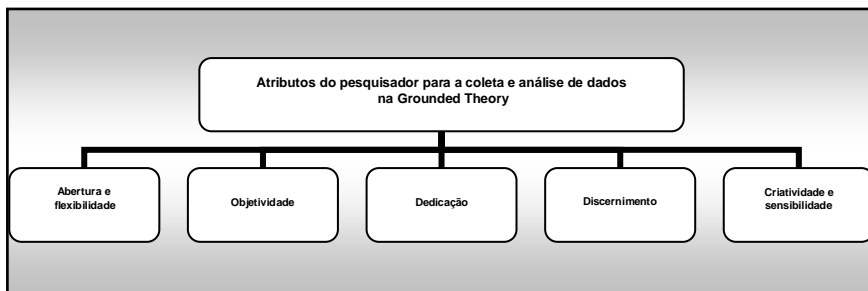 Atributos do pesquisador para a coleta e análise de dados
na Grounded Theory
Abertura e
flexibilidade
Objetividade
Dedicação
Discernimento
Criatividade e
sensibilidade